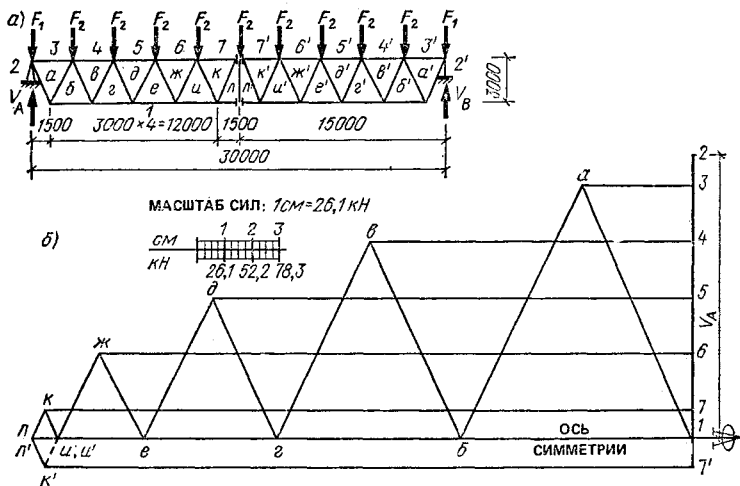 а) F1 F2 F2 F2 F2 F2 F2 F2 F2 F2 F1
3 4 5 6 7 7' 6' 5' 4' 3'
2 а б в г д е ж и к л л' к' и' ж' е' д' г' в' б' а' 2'
VA 1 VB
3000
1500 3000×4=12000 1500 15000
30000
МАСШТАБ СИЛ: 1см=26,1 кН
б)
см 1 2 3
кН 26,1 52,2 78,3
2
а 3
в 4
д 5
VA
ж 6
к 7
л ОСЬ 1
л' и; и' е г б СИММЕТРИИ
7'
к'